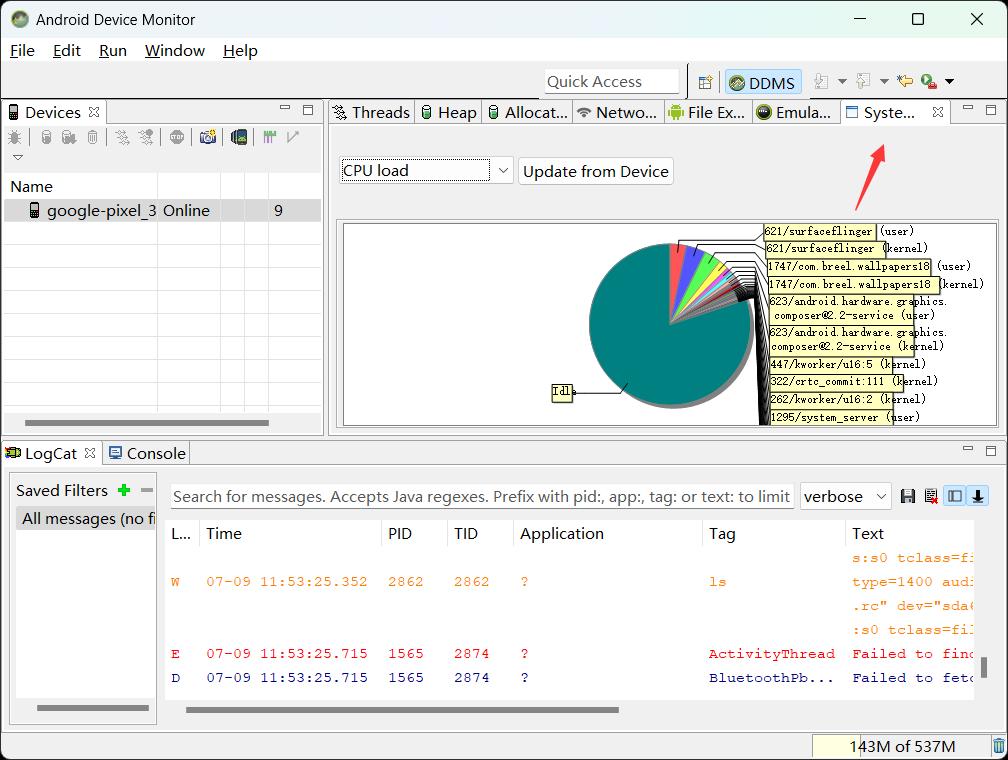 Android Device Monitor
File Edit Run Window Help
Quick Access
DDMS
Devices
Threads
Heap
Allocat...
Netwo...
File Ex...
Emula...
Syste...
Name
google-pixel_3 Online 9
CPU load
Update from Device
621/surfaceflinger (user)
621/surfaceflinger (kernel)
1747/com.breel.wallpapers18 (user)
1747/com.breel.wallpapers18 (kernel)
623/android.hardware.graphics.
composer@2.2-service (user)
623/android.hardware.graphics.
composer@2.2-service (kernel)
447/kworker/u16:5 (kernel)
322/crtc_commit:111 (kernel)
262/kworker/u16:2 (kernel)
1295/system_server (user)
Idle
LogCat
Console
Saved Filters
All messages (no fi
Search for messages. Accepts Java regexes. Prefix with pid:, app:, tag: or text: to limit
verbose
L... Time PID TID Application Tag Text
s:s0 tclass=fi
W 07-09 11:53:25.352 2862 2862 ? ls type=1400 audi
.rc" dev="sda6
:s0 tclass=fil
E 07-09 11:53:25.715 1565 2874 ? ActivityThread Failed to find
D 07-09 11:53:25.715 1565 2874 ? BluetoothPb... Failed to fetc
143M of 537M